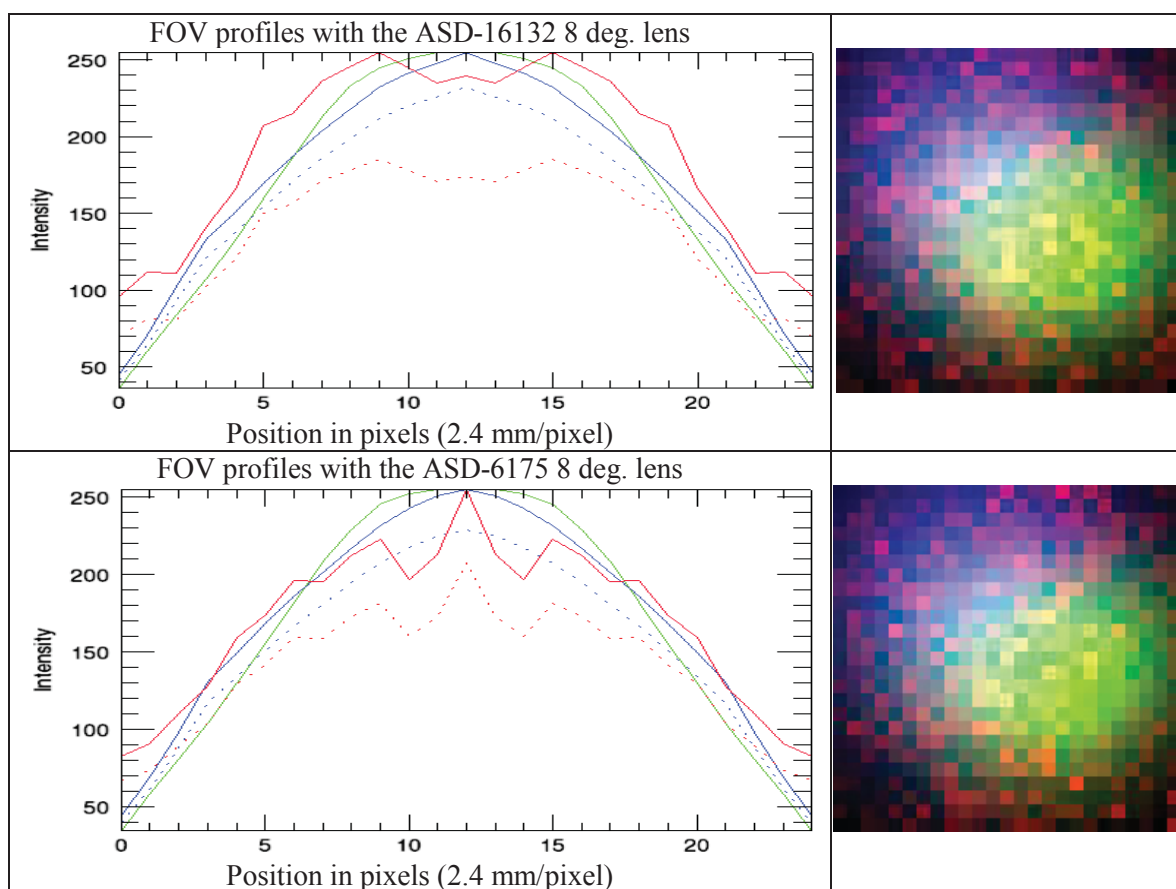 FOV profiles with the ASD-16132 8 deg. lens
250
200
150
100
50
Intensity
0 5 10 15 20
Position in pixels (2.4 mm/pixel)
FOV profiles with the ASD-6175 8 deg. lens
250
200
150
100
50
Intensity
0 5 10 15 20
Position in pixels (2.4 mm/pixel)